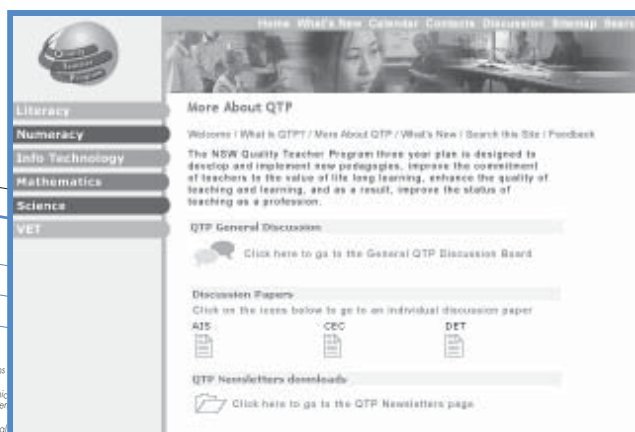 Home What's New Calendar Contacts Discussion Sitemap Search
Quality
Teacher
Program
Literacy
Numeracy
Info Technology
Mathematics
Science
VET
More About QTP
Welcome / What is QTP? / More About QTP / What's New / Search this Site / Feedback
The NSW Quality Teacher Program three year plan is designed to
develop and implement new pedagogies, improve the commitment
of teachers to the value of life long learning, enhance the quality of
teaching and learning, and as a result, improve the status of
teaching as a profession.
QTP General Discussion
Click here to go to the General QTP Discussion Board
Discussion Papers
Click on the icons below to go to an individual discussion paper
AIS CEC DET
QTP Newsletters downloads
Click here to go to the QTP Newsletters page